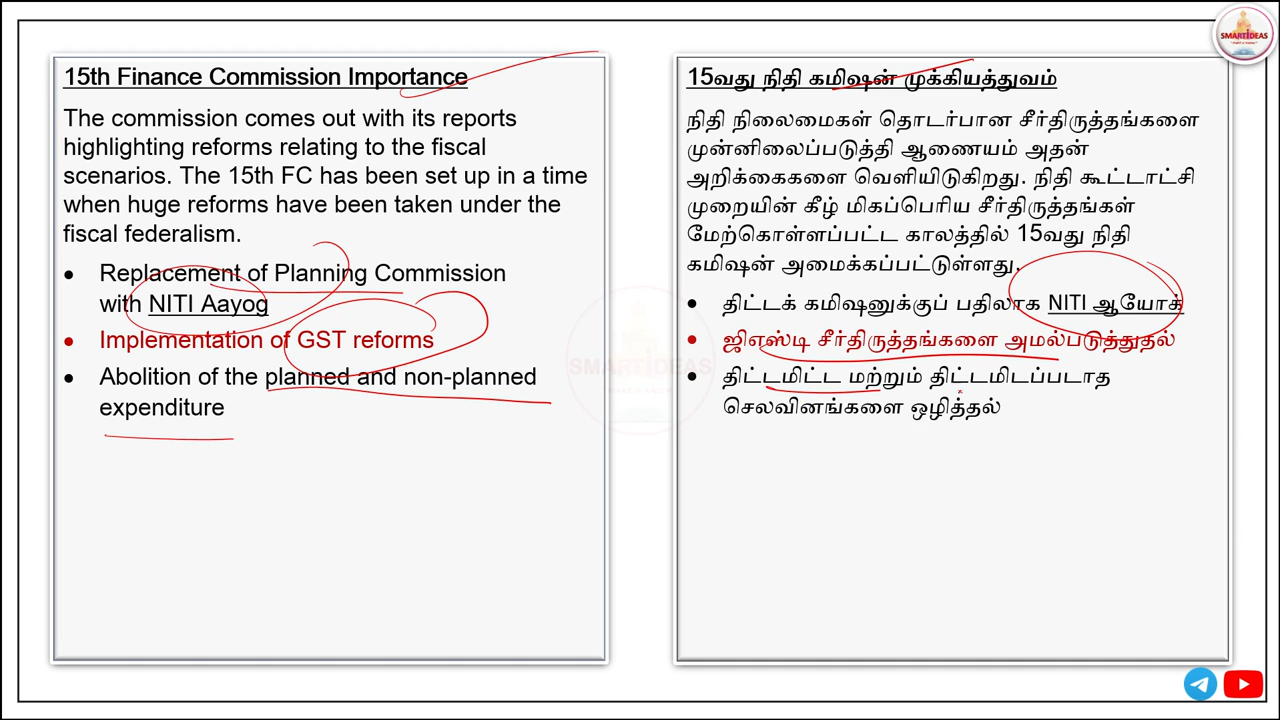 SMARTIDEAS
15th Finance Commission Importance
The commission comes out with its reports
highlighting reforms relating to the fiscal
scenarios. The 15th FC has been set up in a time
when huge reforms have been taken under the
fiscal federalism.
• Replacement of Planning Commission
with NITI Aayog
• Implementation of GST reforms
• Abolition of the planned and non-planned
expenditure
15வது நிதி கமிஷன் முக்கியத்துவம்
நிதி நிலைமைகள் தொடர்பான சீர்திருத்தங்களை
முன்னிலைப்படுத்தி ஆணையம் அதன்
அறிக்கைகளை வெளியிடுகிறது. நிதி கூட்டாட்சி
முறையின் கீழ் மிகப்பெரிய சீர்திருத்தங்கள்
மேற்கொள்ளப்பட்ட காலத்தில் 15வது நிதி
கமிஷன் அமைக்கப்பட்டுள்ளது.
• திட்டக் கமிஷனுக்குப் பதிலாக NITI ஆயோக்
• ஜிஎஸ்டி சீர்திருத்தங்களை அமல்படுத்துதல்
• திட்டமிட்ட மற்றும் திட்டமிடப்படாத
செலவினங்களை ஒழித்தல்
SMARTIDEAS